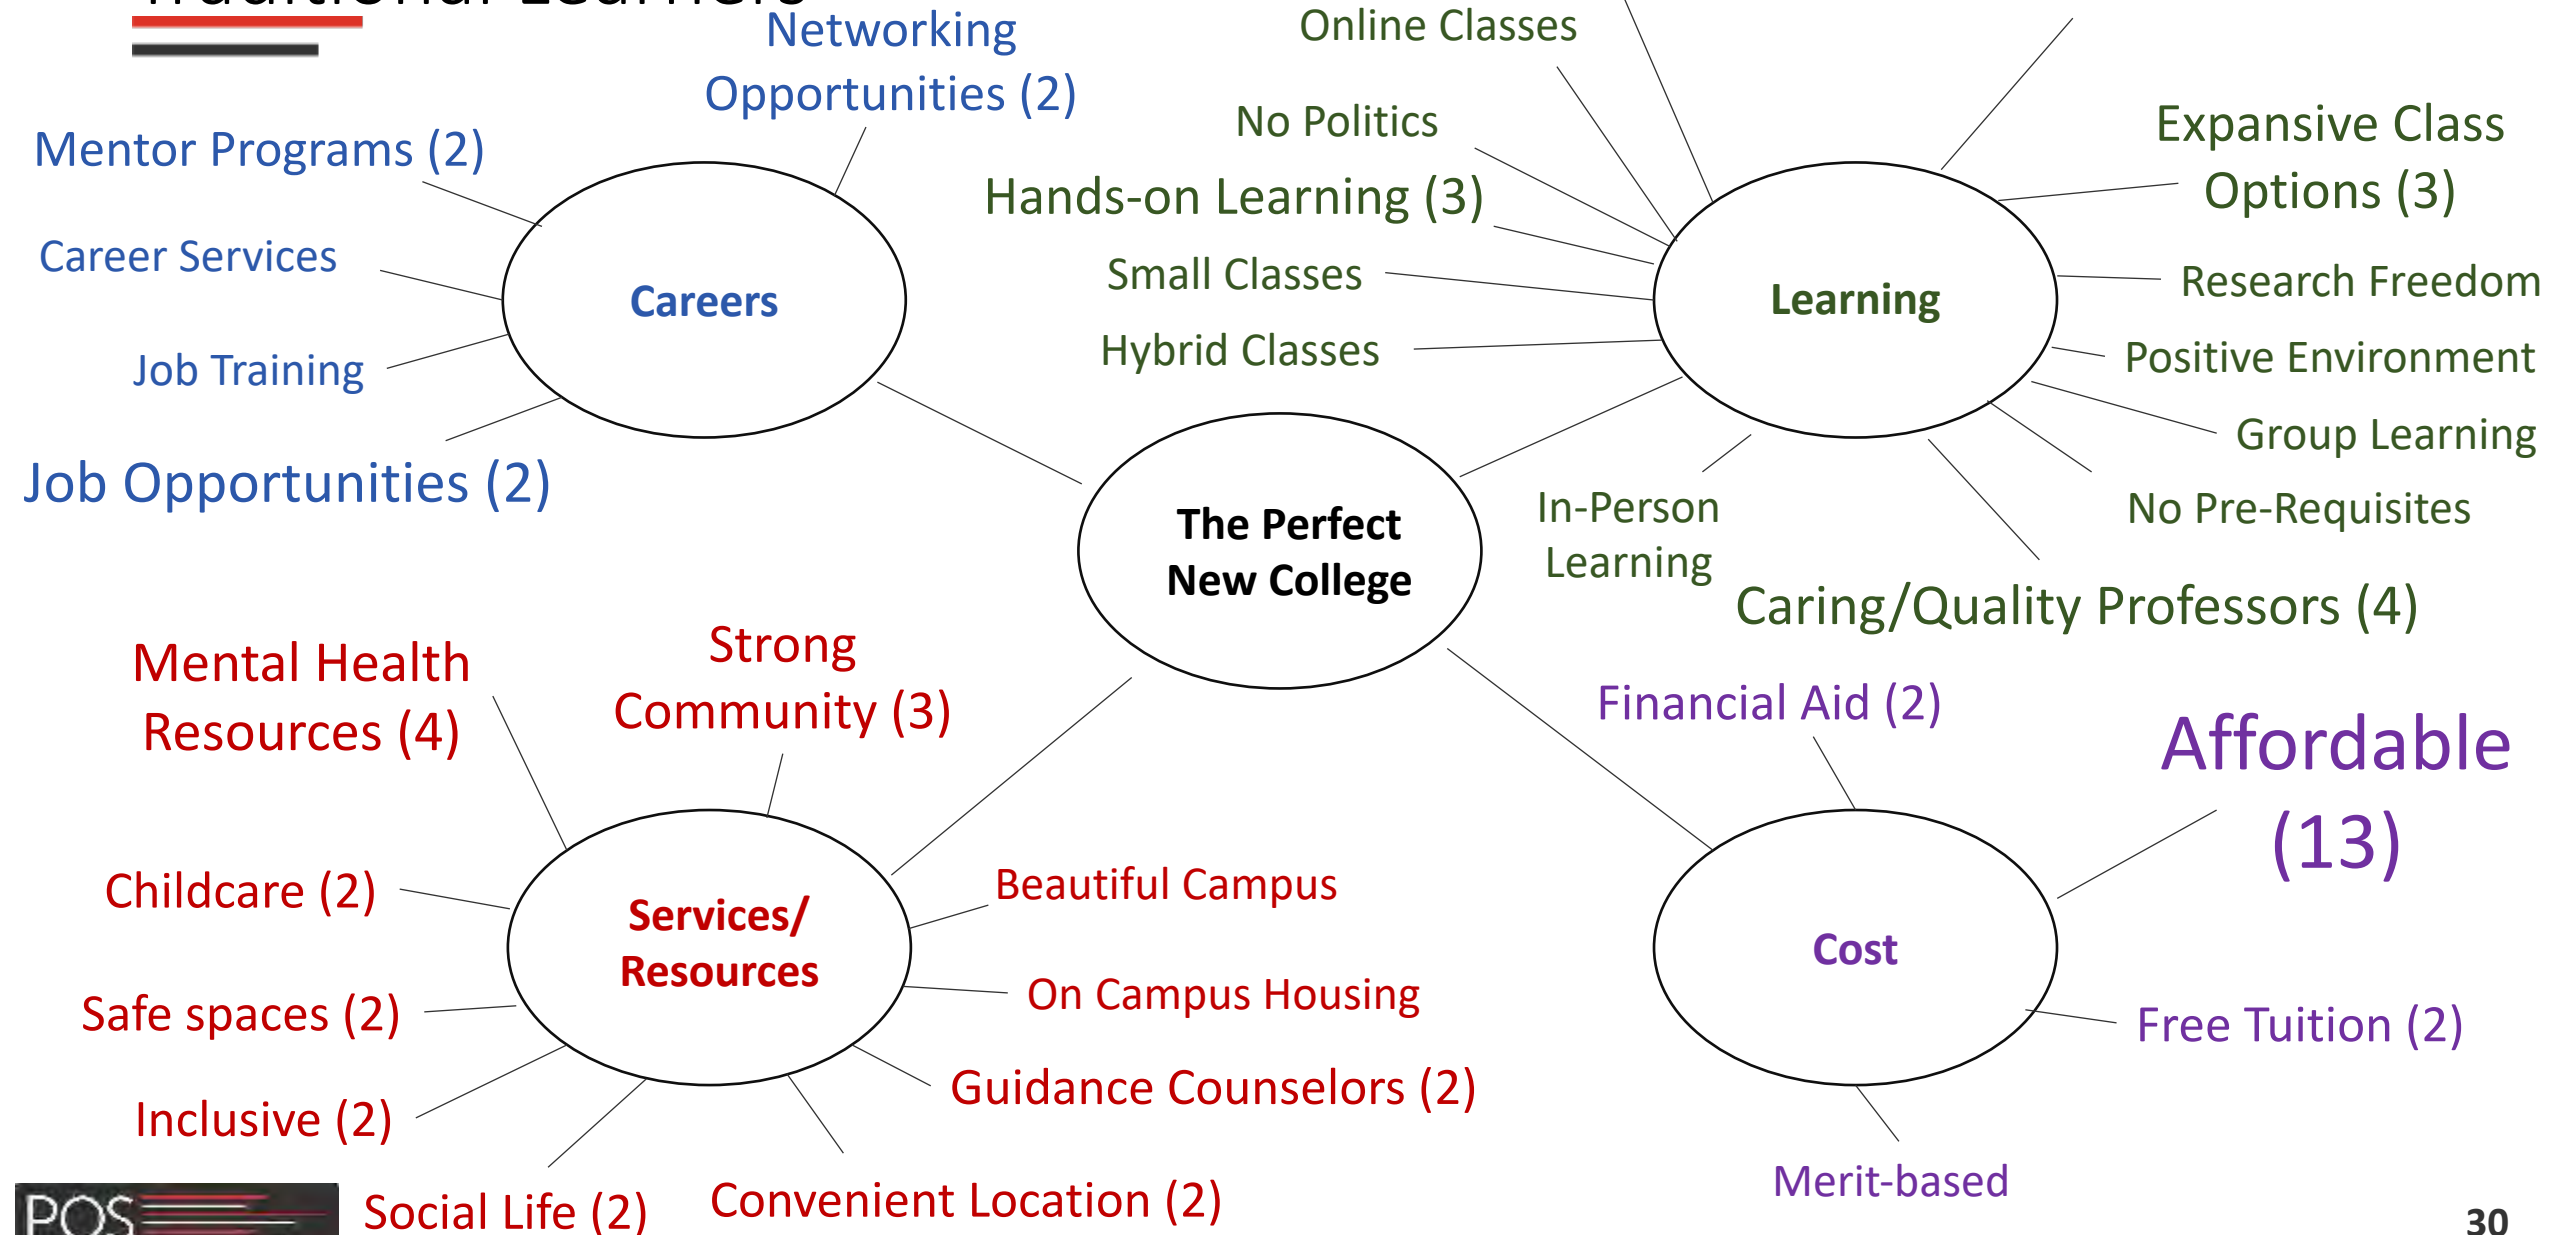 Traditional Learners
Networking
Opportunities (2)
Mentor Programs (2)
Career Services
Job Training
Job Opportunities (2)
Careers
Online Classes
No Politics
Hands-on Learning (3)
Small Classes
Hybrid Classes
Learning
Expansive Class
Options (3)
Research Freedom
Positive Environment
Group Learning
No Pre-Requisites
In-Person
Learning
Caring/Quality Professors (4)
The Perfect
New College
Mental Health
Resources (4)
Strong
Community (3)
Childcare (2)
Safe spaces (2)
Inclusive (2)
Social Life (2)
Convenient Location (2)
Services/
Resources
Beautiful Campus
On Campus Housing
Guidance Counselors (2)
Financial Aid (2)
Affordable
(13)
Cost
Free Tuition (2)
Merit-based
POS
30